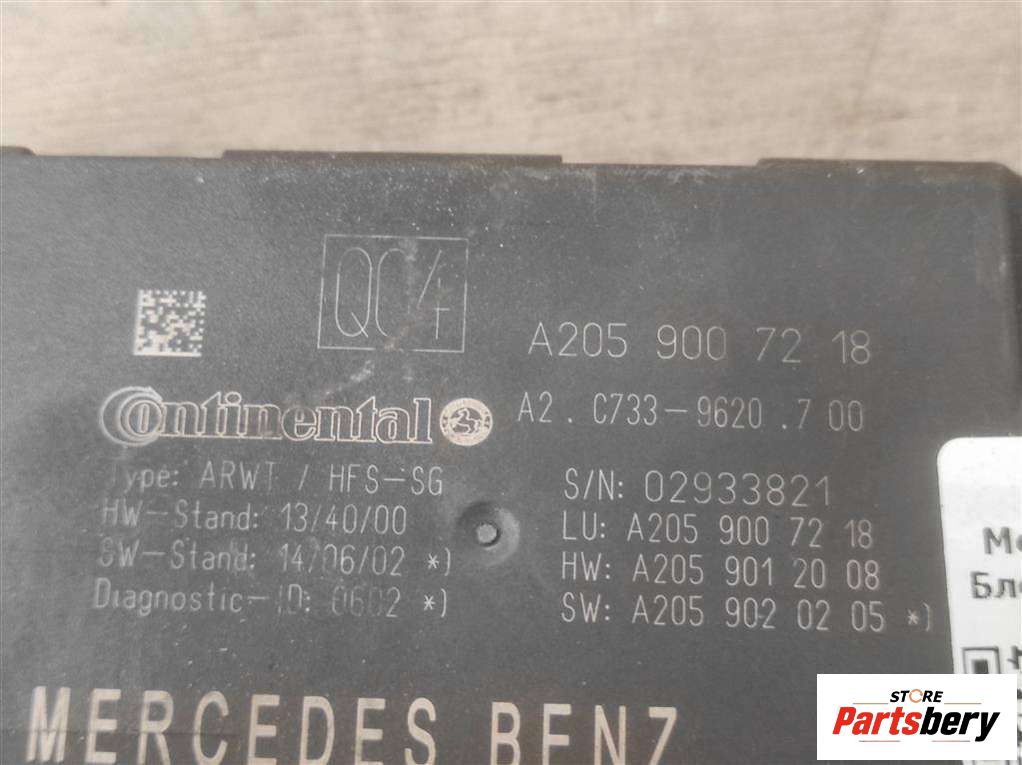 QC4
A205 900 72 18
Continental
A2.C733-9620.700
Type: ARWT / HFS-SG
S/N: 02933821
HW-Stand: 13/40/00
LU: A205 900 72 18
SW-Stand: 14/06/02 *)
HW: A205 901 20 08
Diagnostic-ID: 0602 *)
SW: A205 902 02 05 *)
MERCEDES BENZ
STORE
Partsbery